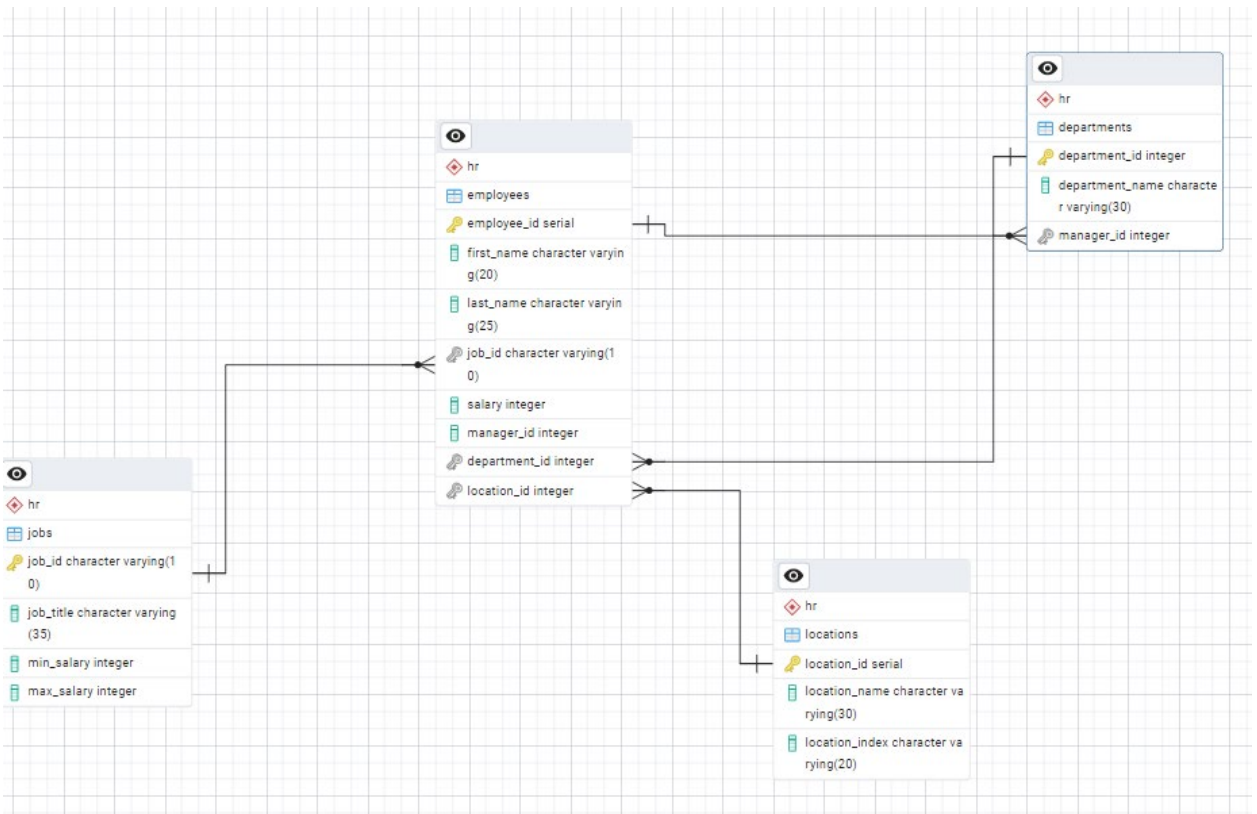 hr
departments
department_id integer
department_name characte
r varying(30)
manager_id integer
hr
employees
employee_id serial
first_name character varyin
g(20)
last_name character varyin
g(25)
job_id character varying(1
0)
salary integer
manager_id integer
department_id integer
location_id integer
hr
jobs
job_id character varying(1
0)
job_title character varying
(35)
min_salary integer
max_salary integer
hr
locations
location_id serial
location_name character va
rying(30)
location_index character va
rying(20)